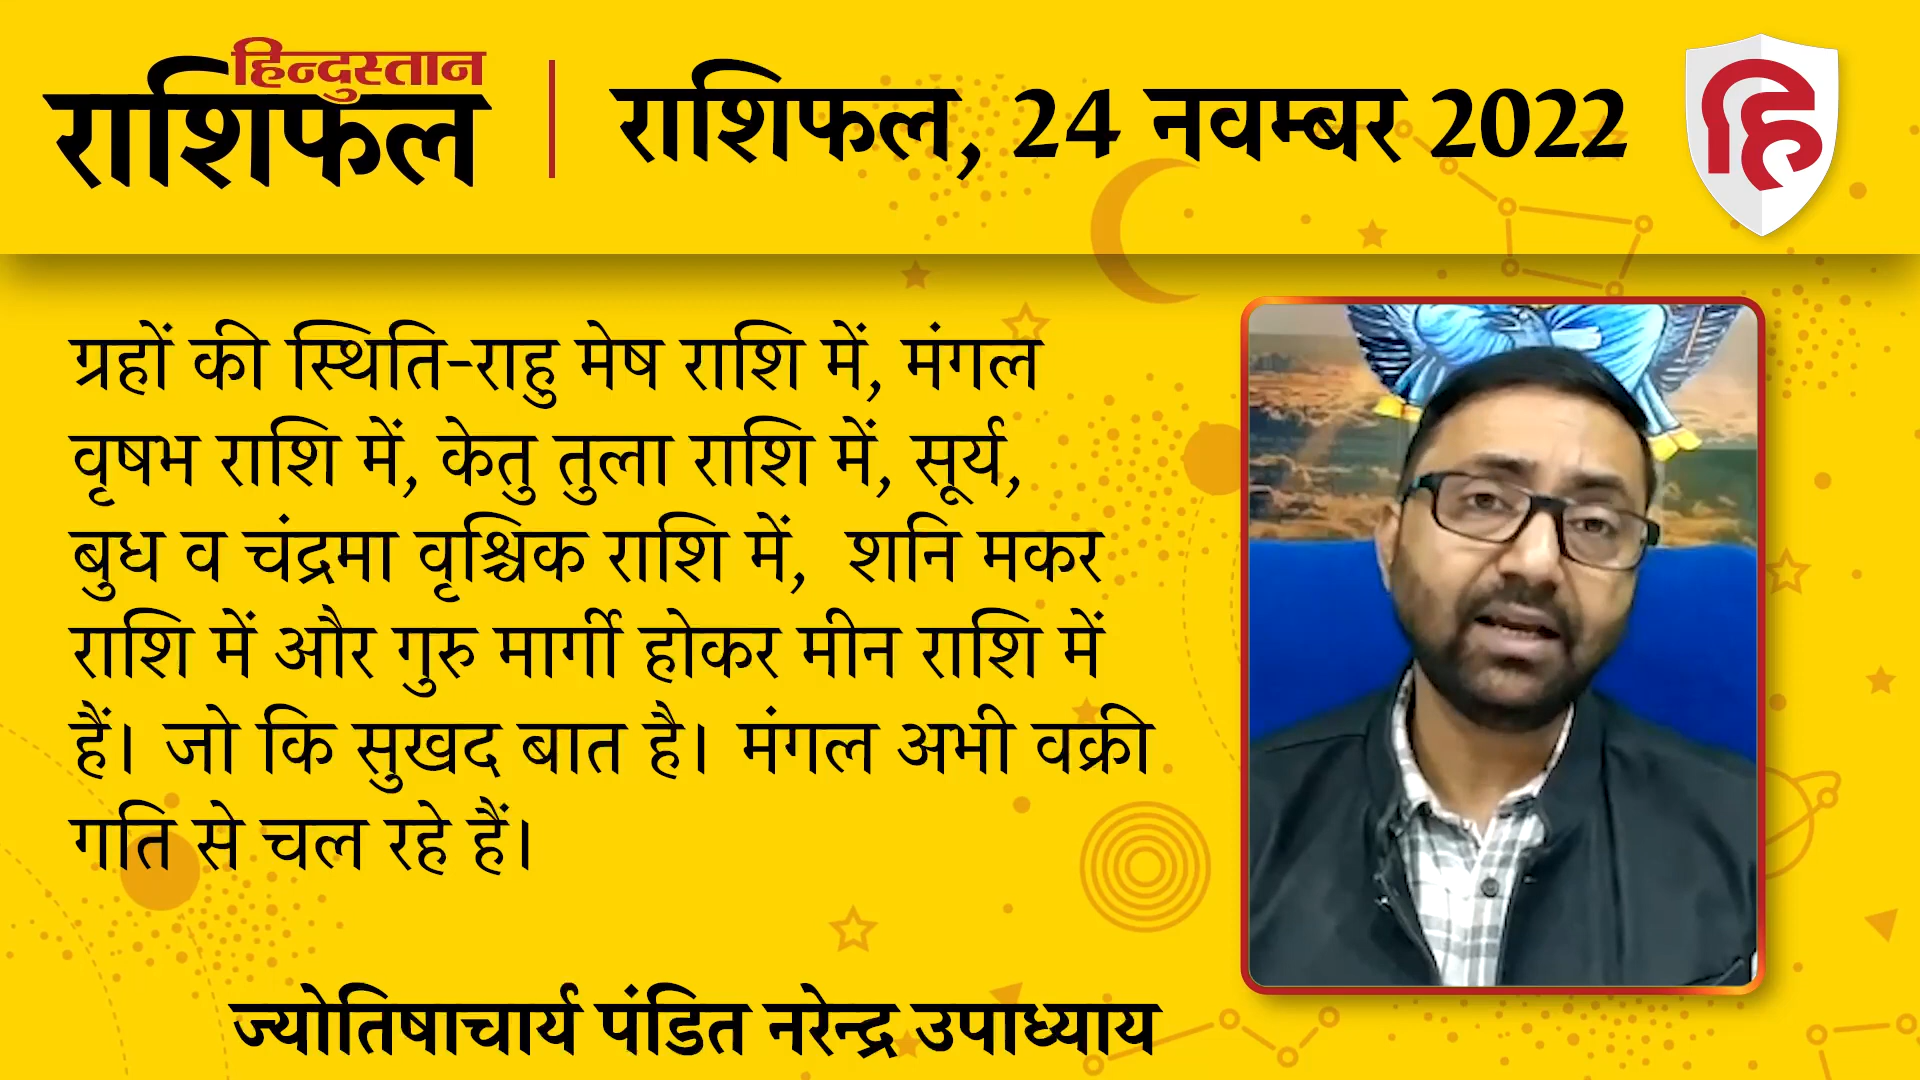 हिन्दुस्तान
राशिफल
राशिफल, 24 नवम्बर 2022
हि
ग्रहों की स्थिति-राहु मेष राशि में, मंगल
वृषभ राशि में, केतु तुला राशि में, सूर्य,
बुध व चंद्रमा वृश्चिक राशि में, शनि मकर
राशि में और गुरु मार्गी होकर मीन राशि में
हैं। जो कि सुखद बात है। मंगल अभी वक्री
गति से चल रहे हैं।
ज्योतिषाचार्य पंडित नरेन्द्र उपाध्याय